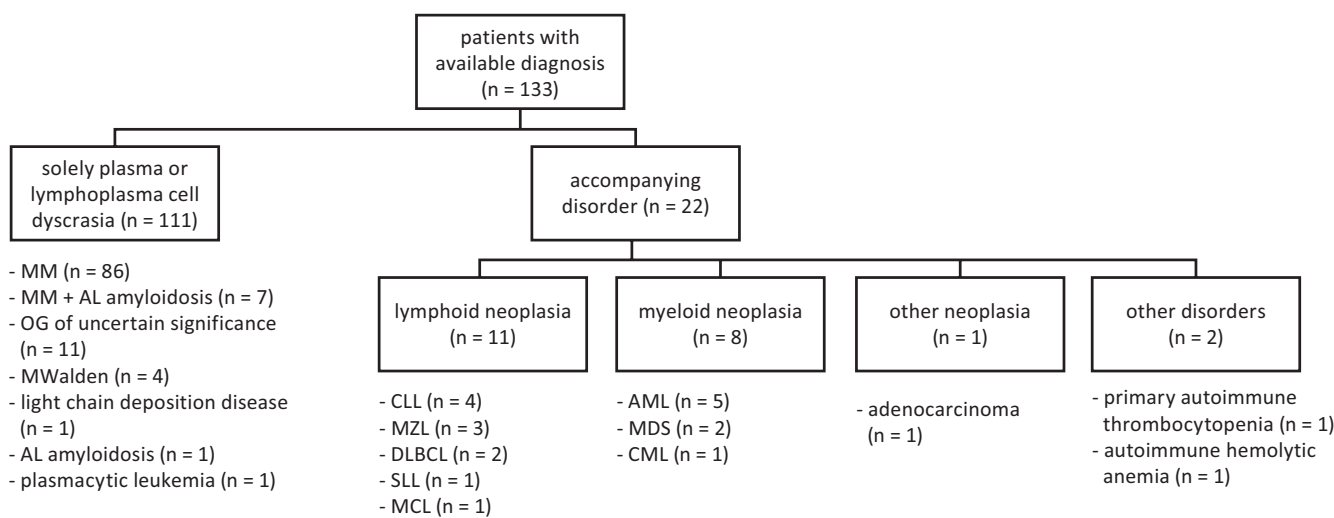 patients with
available diagnosis
(n = 133)
solely plasma or
lymphoplasma cell
dyscrasia (n = 111)
accompanying
disorder (n = 22)
- MM (n = 86)
- MM + AL amyloidosis (n = 7)
- OG of uncertain significance
(n = 11)
- MWalden (n = 4)
- light chain deposition disease
(n = 1)
- AL amyloidosis (n = 1)
- plasmacytic leukemia (n = 1)
lymphoid neoplasia
(n = 11)
myeloid neoplasia
(n = 8)
other neoplasia
(n = 1)
other disorders
(n = 2)
- CLL (n = 4)
- MZL (n = 3)
- DLBCL (n = 2)
- SLL (n = 1)
- MCL (n = 1)
- AML (n = 5)
- MDS (n = 2)
- CML (n = 1)
- adenocarcinoma
(n = 1)
- primary autoimmune
thrombocytopenia (n = 1)
- autoimmune hemolytic
anemia (n = 1)